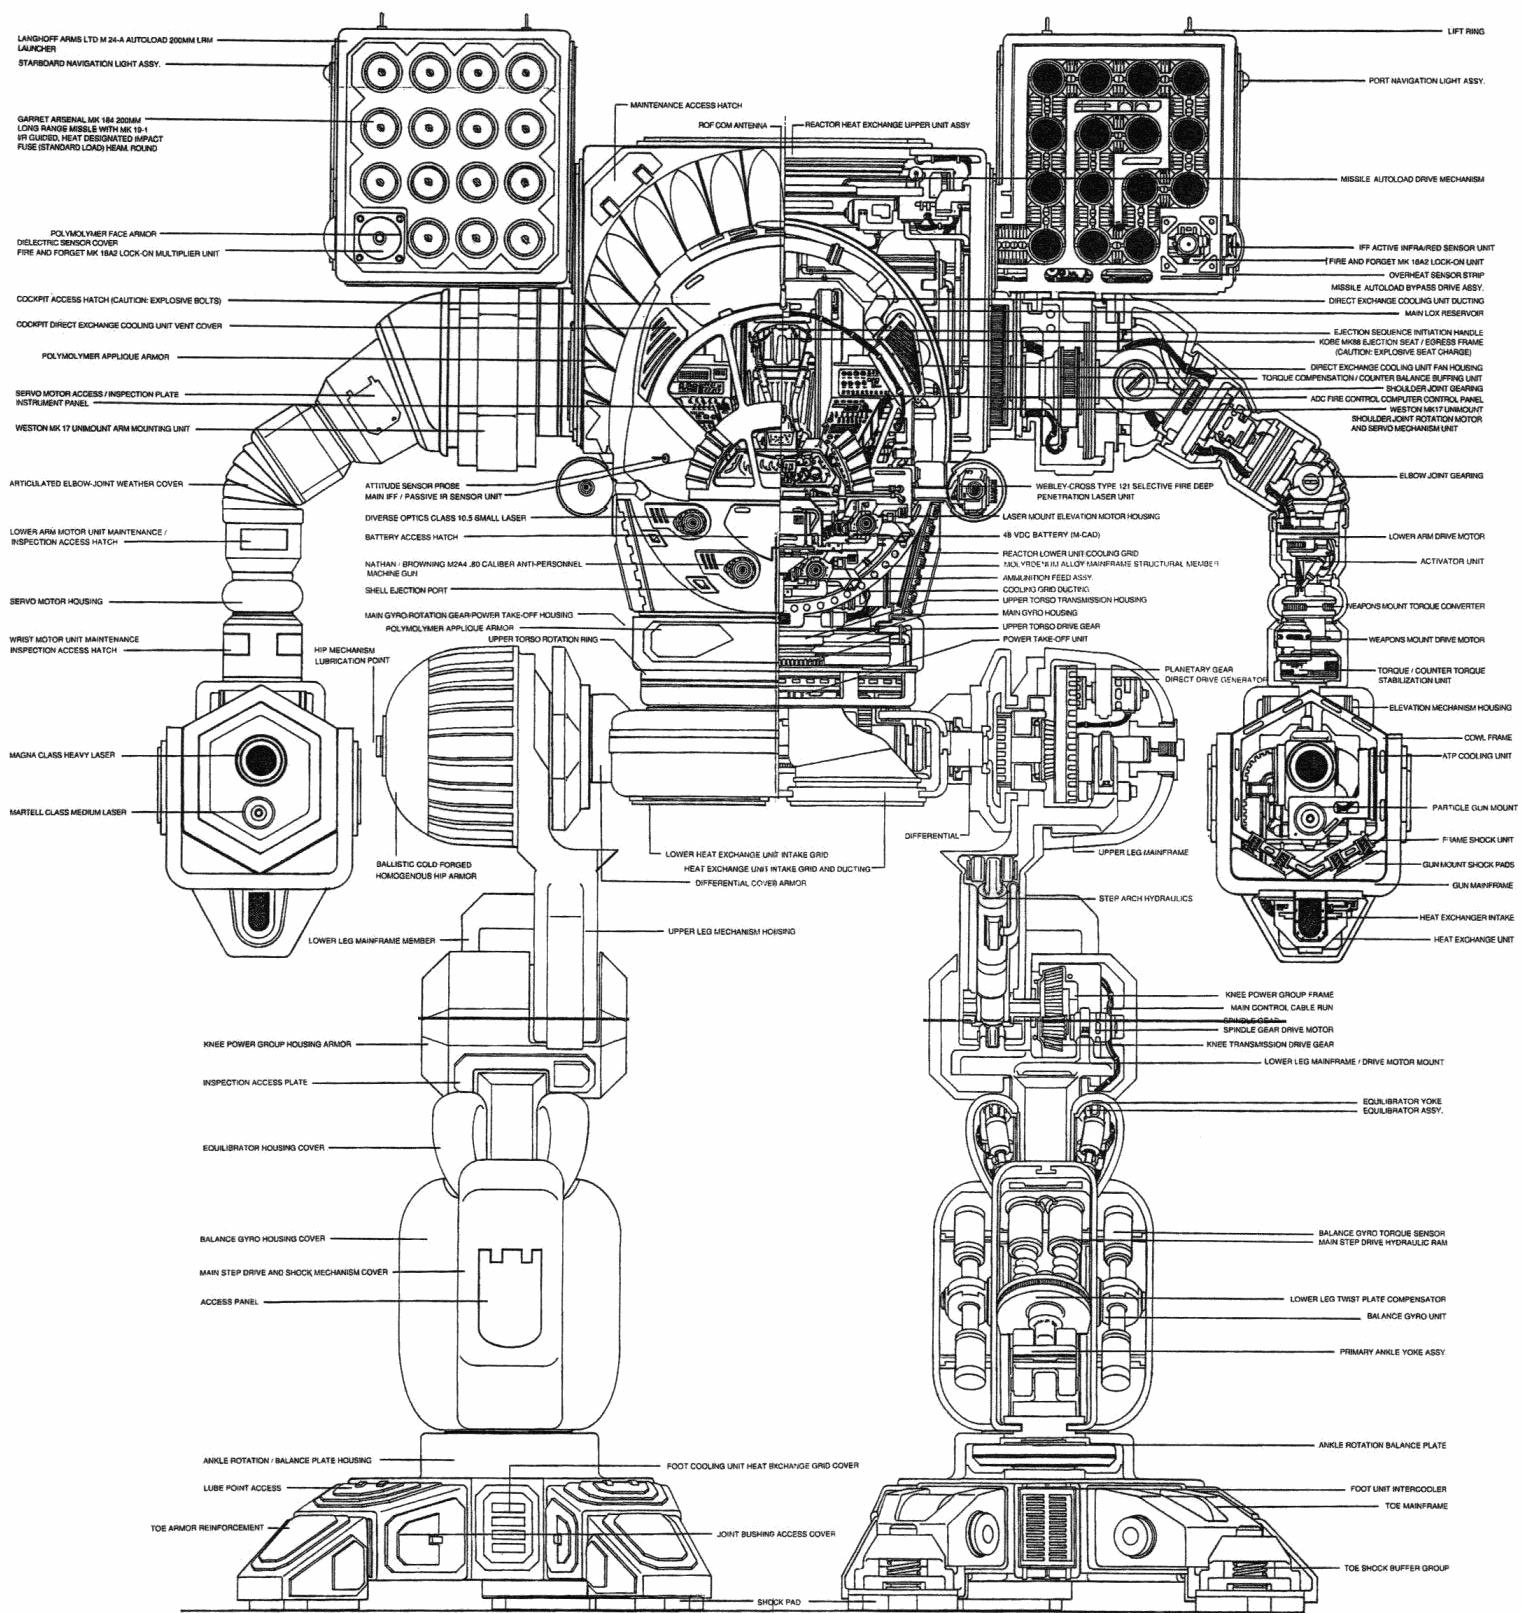 LANGHOFF ARMS LTD M 24-A AUTOLOAD 200MM LRM
LAUNCHER
STARBOARD NAVIGATION LIGHT ASSY.
GARRET ARSENAL MK 184 200MM
LONG RANGE MISSLE WITH MK 19-1
I/R GUIDED, HEAT DESIGNATED IMPACT
FUSE (STANDARD LOAD) HEAM. ROUND
POLYMOLYMER FACE ARMOR
DIELECTRIC SENSOR COVER
FIRE AND FORGET MK 18A2 LOCK-ON MULTIPLIER UNIT
COCKPIT ACCESS HATCH (CAUTION: EXPLOSIVE BOLTS)
COCKPIT DIRECT EXCHANGE COOLING UNIT VENT COVER
POLYMOLYMER APPLIQUE ARMOR
SERVO MOTOR ACCESS / INSPECTION PLATE
INSTRUMENT PANEL
WESTON MK 17 UNIMOUNT ARM MOUNTING UNIT
ARTICULATED ELBOW-JOINT WEATHER COVER
LOWER ARM MOTOR UNIT MAINTENANCE /
INSPECTION ACCESS HATCH
SERVO MOTOR HOUSING
WRIST MOTOR UNIT MAINTENANCE
INSPECTION ACCESS HATCH
MAGNA CLASS HEAVY LASER
MARTELL CLASS MEDIUM LASER
MAINTENANCE ACCESS HATCH
ROF COM ANTENNA
REACTOR HEAT EXCHANGE UPPER UNIT ASSY
ATTITUDE SENSOR PROBE
MAIN IFF / PASSIVE IR SENSOR UNIT
DIVERSE OPTICS CLASS 10.5 SMALL LASER
BATTERY ACCESS HATCH
NATHAN / BROWNING M2A4 .80 CALIBER ANTI-PERSONNEL
MACHINE GUN
SHELL EJECTION PORT
MAIN GYRO ROTATION GEAR/POWER TAKE-OFF HOUSING
POLYMOLYMER APPLIQUE ARMOR
UPPER TORSO ROTATION RING
HIP MECHANISM
LUBRICATION POINT
LIFT RING
PORT NAVIGATION LIGHT ASSY.
MISSILE AUTOLOAD DRIVE MECHANISM
IFF ACTIVE INFRA/RED SENSOR UNIT
FIRE AND FORGET MK 18A2 LOCK-ON UNIT
OVERHEAT SENSOR STRIP
MISSILE AUTOLOAD BYPASS DRIVE ASSY.
DIRECT EXCHANGE COOLING UNIT DUCTING
MAIN LOX RESERVOIR
EJECTION SEQUENCE INITIATION HANDLE
KOBE MK88 EJECTION SEAT / EGRESS FRAME
(CAUTION: EXPLOSIVE SEAT CHARGE)
DIRECT EXCHANGE COOLING UNIT FAN HOUSING
TORQUE COMPENSATION / COUNTER BALANCE BUFFING UNIT
SHOULDER JOINT GEARING
ADC FIRE CONTROL COMPUTER CONTROL PANEL
WESTON MK17 UNIMOUNT
SHOULDER JOINT ROTATION MOTOR
AND SERVO MECHANISM UNIT
ELBOW JOINT GEARING
WEBLEY-CROSS TYPE 121 SELECTIVE FIRE DEEP
PENETRATION LASER UNIT
LASER MOUNT ELEVATION MOTOR HOUSING
48 VDC BATTERY (M-CAD)
REACTOR LOWER UNIT COOLING GRID
MOLYBDENIUM ALLOY MAINFRAME STRUCTURAL MEMBER
AMMUNITION FEED ASSY.
COOLING GRID DUCTING
UPPER TORSO TRANSMISSION HOUSING
MAIN GYRO HOUSING
UPPER TORSO DRIVE GEAR
POWER TAKE-OFF UNIT
LOWER ARM DRIVE MOTOR
ACTIVATOR UNIT
WEAPONS MOUNT TORQUE CONVERTER
WEAPONS MOUNT DRIVE MOTOR
TORQUE / COUNTER TORQUE
STABILIZATION UNIT
PLANETARY GEAR
DIRECT DRIVE GENERATOR
ELEVATION MECHANISM HOUSING
COWL FRAME
ATP COOLING UNIT
PARTICLE GUN MOUNT
FRAME SHOCK UNIT
GUN MOUNT SHOCK PADS
GUN MAINFRAME
HEAT EXCHANGER INTAKE
HEAT EXCHANGE UNIT
DIFFERENTIAL
UPPER LEG MAINFRAME
BALLISTIC COLD FORGED
HOMOGENOUS HIP ARMOR
LOWER HEAT EXCHANGE UNIT INTAKE GRID
HEAT EXCHANGE UNIT INTAKE GRID AND DUCTING
DIFFERENTIAL COVER ARMOR
STEP ARCH HYDRAULICS
LOWER LEG MAINFRAME MEMBER
UPPER LEG MECHANISM HOUSING
KNEE POWER GROUP FRAME
MAIN CONTROL CABLE RUN
SPINDLE GEAR
SPINDLE GEAR DRIVE MOTOR
KNEE TRANSMISSION DRIVE GEAR
LOWER LEG MAINFRAME / DRIVE MOTOR MOUNT
KNEE POWER GROUP HOUSING ARMOR
INSPECTION ACCESS PLATE
EQUILIBRATOR YOKE
EQUILIBRATOR ASSY.
EQUILIBRATOR HOUSING COVER
BALANCE GYRO HOUSING COVER
MAIN STEP DRIVE AND SHOCK MECHANISM COVER
ACCESS PANEL
BALANCE GYRO TORQUE SENSOR
MAIN STEP DRIVE HYDRAULIC RAM
LOWER LEG TWIST PLATE COMPENSATOR
BALANCE GYRO UNIT
PRIMARY ANKLE YOKE ASSY
ANKLE ROTATION BALANCE PLATE
ANKLE ROTATION / BALANCE PLATE HOUSING
FOOT COOLING UNIT HEAT EXCHANGE GRID COVER
LUBE POINT ACCESS
FOOT UNIT INTERCOOLER
TOE MAINFRAME
TOE ARMOR REINFORCEMENT
JOINT BUSHING ACCESS COVER
TOE SHOCK BUFFER GROUP
SHOCK PAD